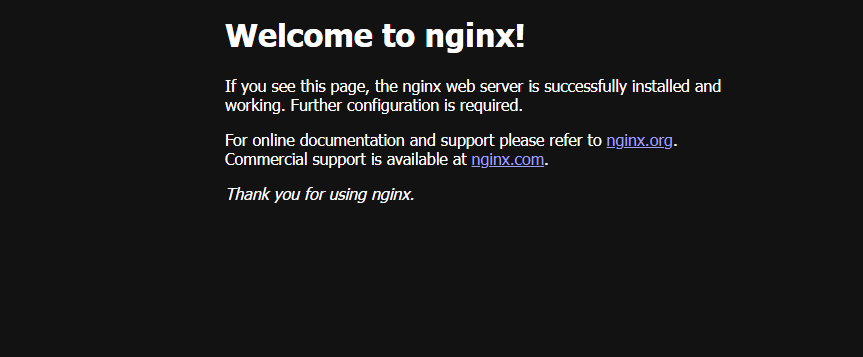 Welcome to nginx!
If you see this page, the nginx web server is successfully installed and
working. Further configuration is required.
For online documentation and support please refer to nginx.org.
Commercial support is available at nginx.com.
Thank you for using nginx.